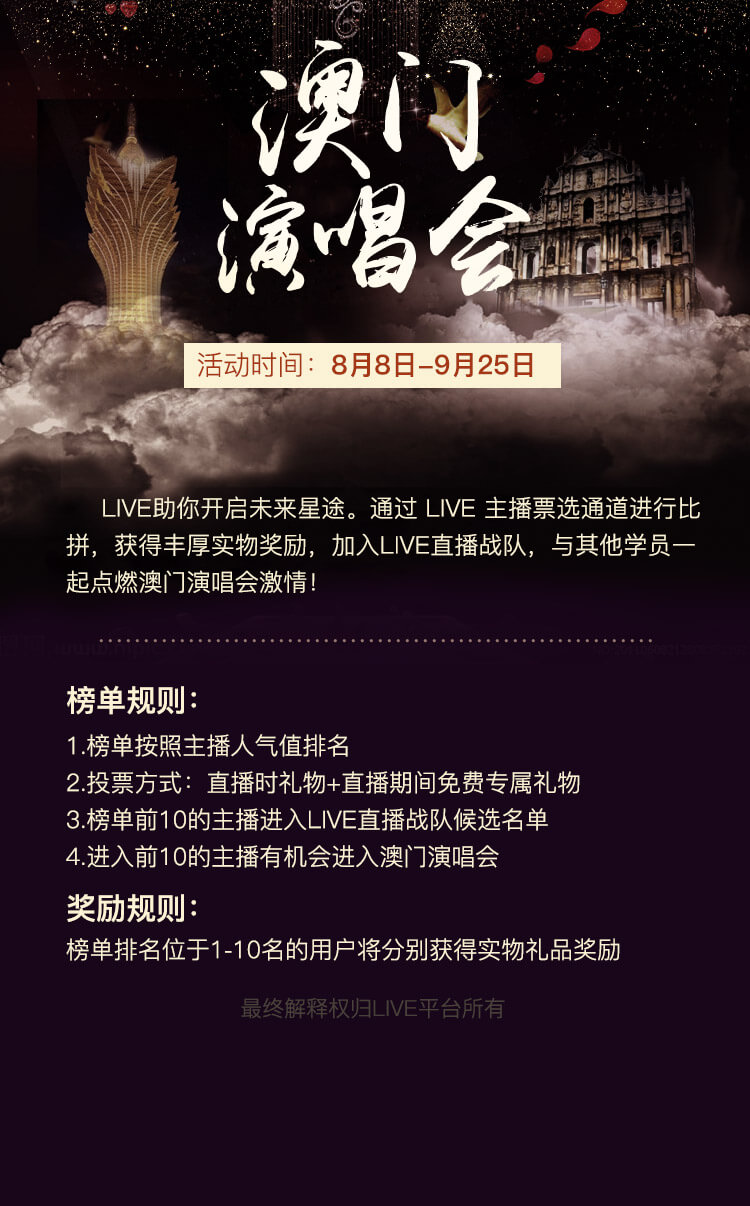 澳门
演唱会
活动时间：8月8日-9月25日
LIVE助你开启未来星途。通过 LIVE 主播票选通道进行比
拼，获得丰厚实物奖励，加入LIVE直播战队，与其他学员一
起点燃澳门演唱会激情！
榜单规则：
1.榜单按照主播人气值排名
2.投票方式：直播时礼物+直播期间免费专属礼物
3.榜单前10的主播进入LIVE直播战队候选名单
4.进入前10的主播有机会进入澳门演唱会
奖励规则：
榜单排名位于1-10名的用户将分别获得实物礼品奖励
最终解释权归LIVE平台所有